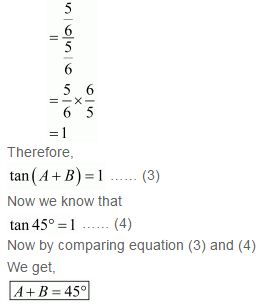 = 5/6 / 5/6
= 5/6 × 6/5
= 1
Therefore,
tan(A + B) = 1 ...... (3)
Now we know that
tan 45° = 1 ...... (4)
Now by comparing equation (3) and (4)
We get,
A + B = 45°